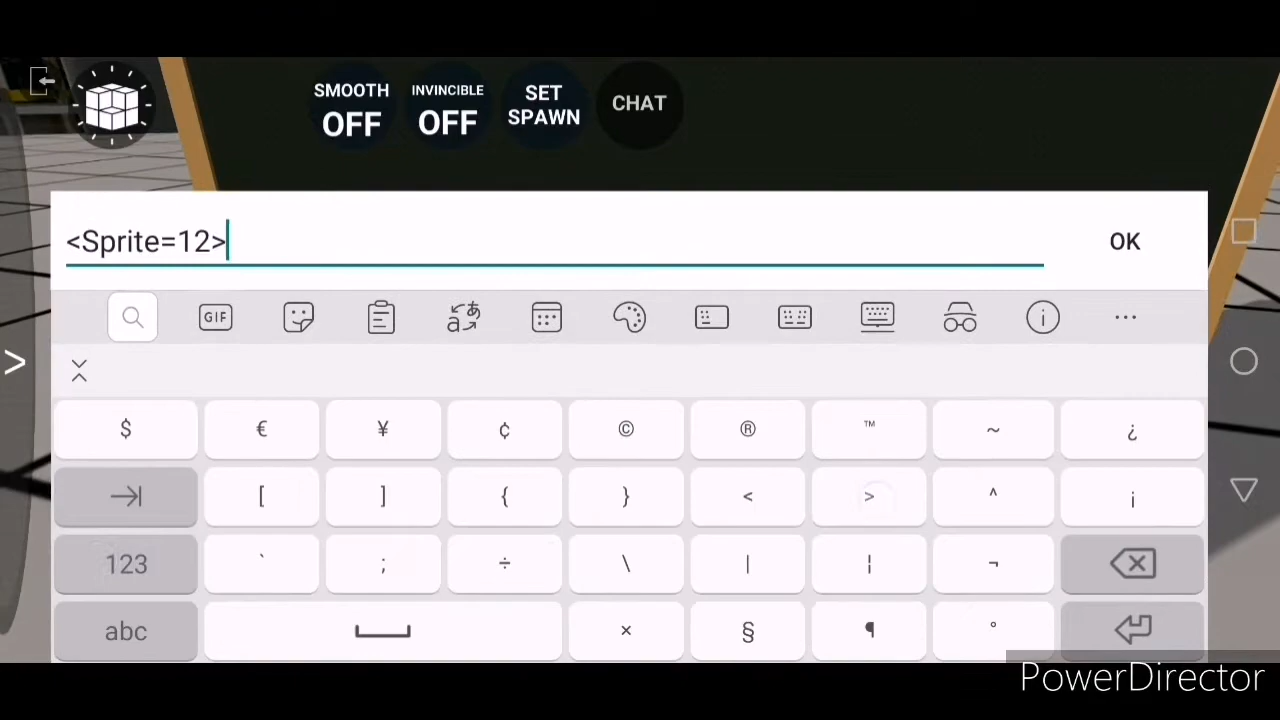 SMOOTH INVINCIBLE SET CHAT
OFF OFF SPAWN
<Sprite=12> OK
GIF
$ € ¥ ¢ © ® ™ ~ ¿
[ ] { } < > ^ ¡
123 ` ; ÷ \ | ¦ ¬
abc × § ¶ °
PowerDirector